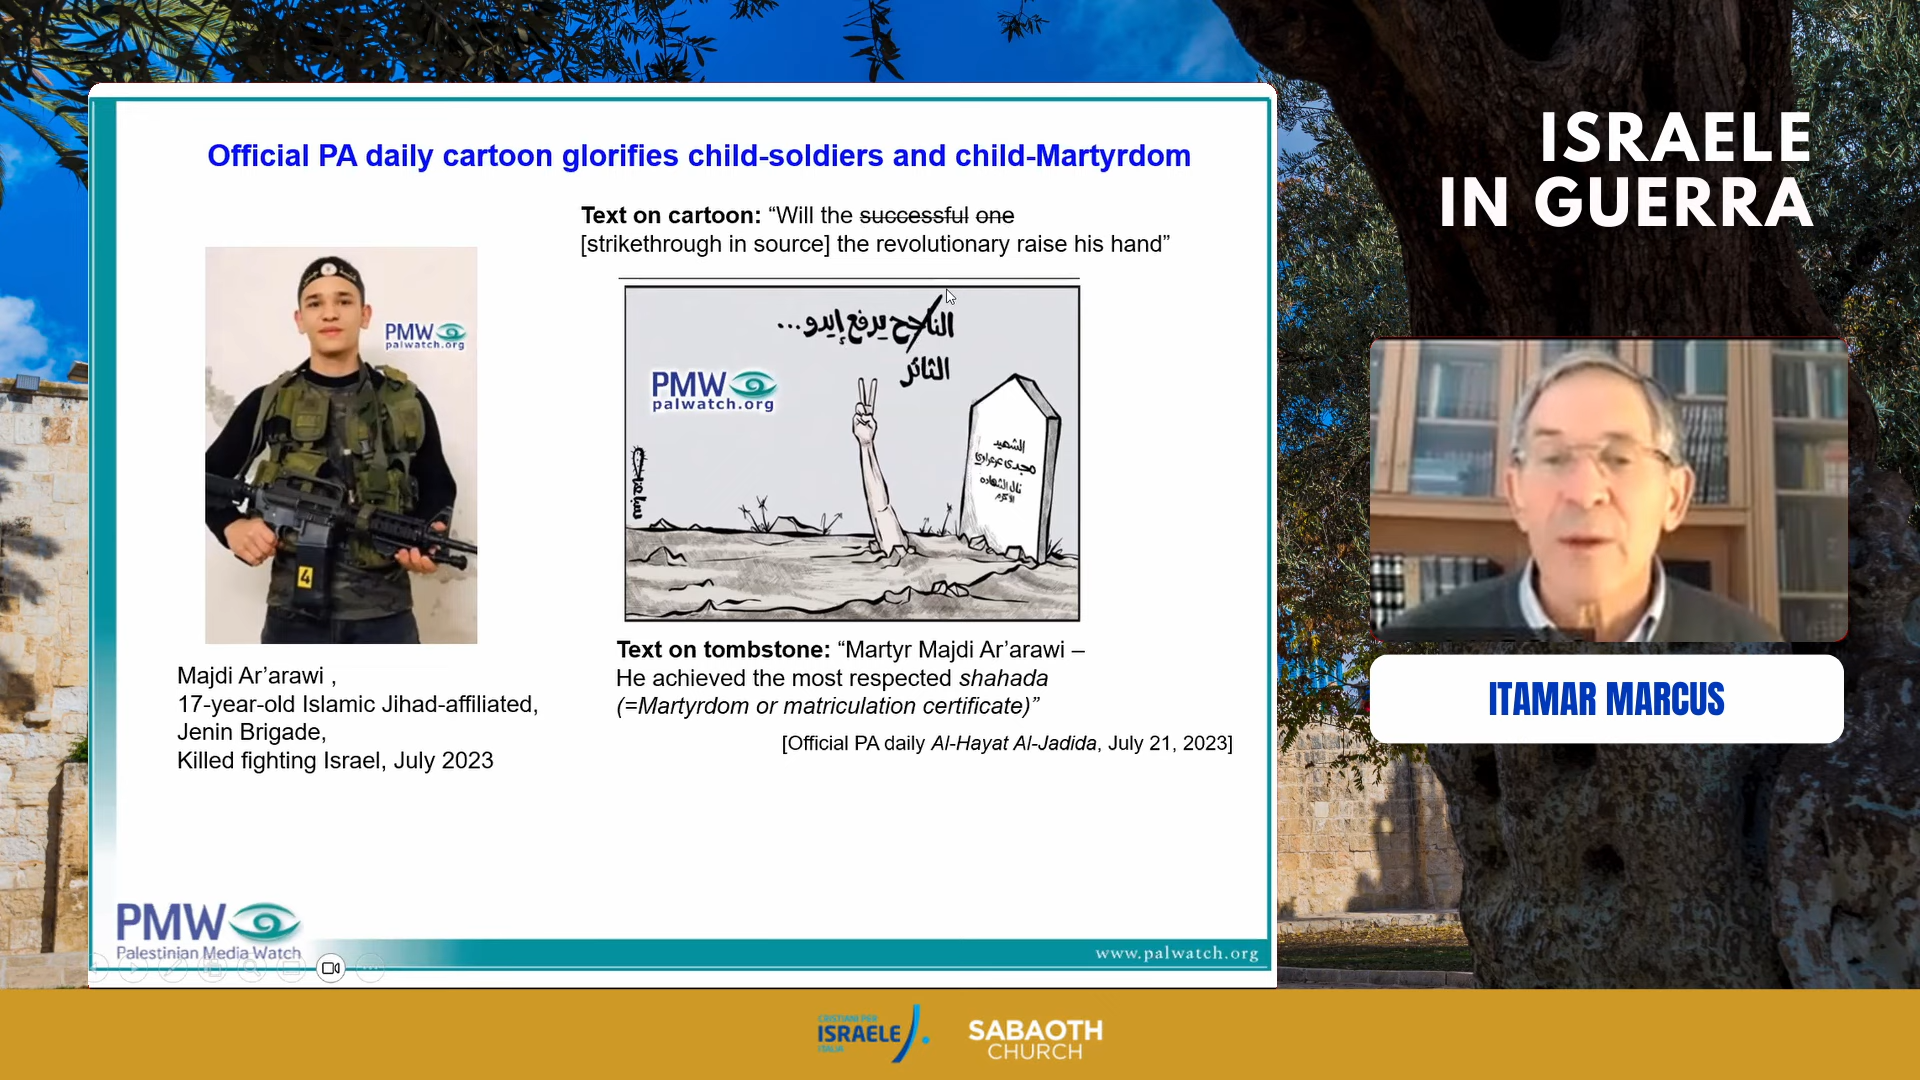 Official PA daily cartoon glorifies child-soldiers and child-Martyrdom
Text on cartoon: “Will the successful one
[strikethrough in source] the revolutionary raise his hand”
PMW
palwatch.org
الناجح يرفع إيدو...
الثائر
PMW
palwatch.org
الشهيد
مجدي عرعراوي
نال الشهاده
4
Text on tombstone: “Martyr Majdi Ar’arawi –
He achieved the most respected shahada
(=Martyrdom or matriculation certificate)”
[Official PA daily Al-Hayat Al-Jadida, July 21, 2023]
Majdi Ar’arawi ,
17-year-old Islamic Jihad-affiliated,
Jenin Brigade,
Killed fighting Israel, July 2023
PMW
Palestinian Media Watch
www.palwatch.org
ISRAELE
IN GUERRA
ITAMAR MARCUS
CRISTIANI PER
ISRAELE
ITALIA
SABAOTH
CHURCH